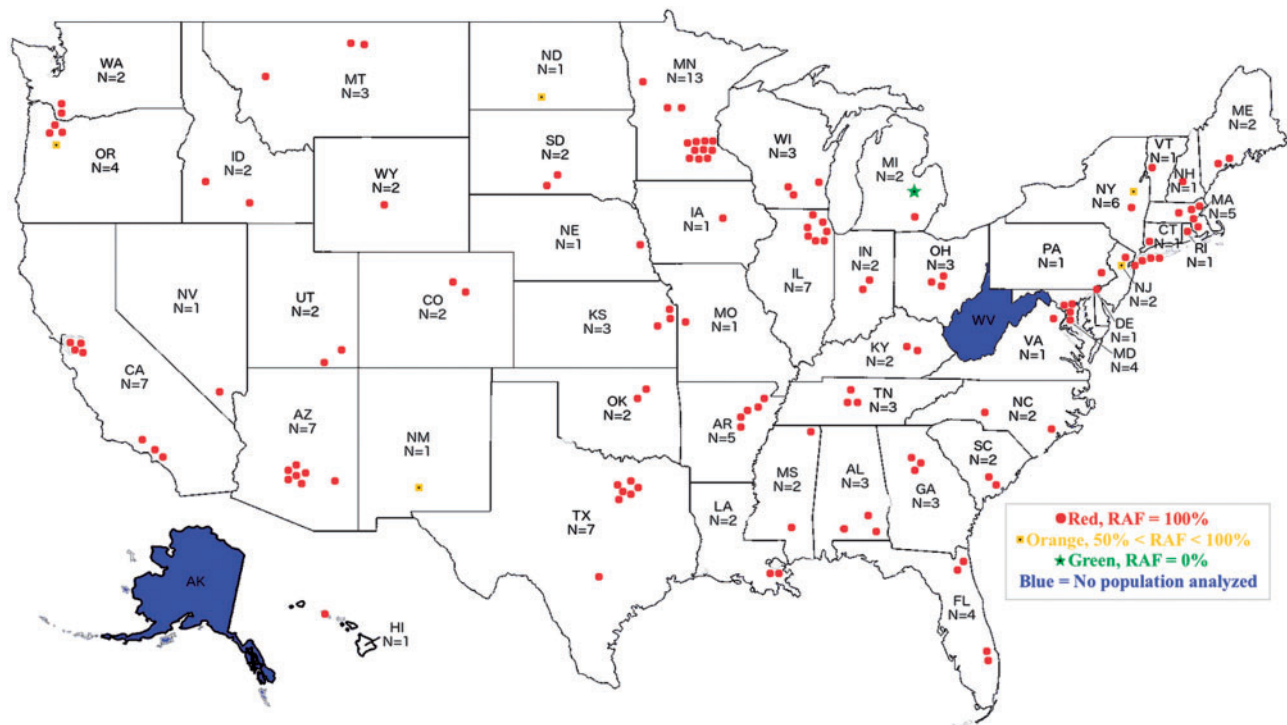 WA
N=2
MT
N=3
ND
N=1
MN
N=13
ME
N=2
OR
N=4
ID
N=2
WY
N=2
SD
N=2
WI
N=3
MI
N=2
VT
N=1
NH
N=1
NY
N=6
MA
N=5
CT
N=1
RI
N=1
NE
N=1
IA
N=1
PA
N=1
NJ
N=2
NV
N=1
UT
N=2
CO
N=2
KS
N=3
MO
N=1
IL
N=7
IN
N=2
OH
N=3
WV
VA
N=1
DE
N=1
MD
N=4
KY
N=2
CA
N=7
AZ
N=7
NM
N=1
OK
N=2
AR
N=5
TN
N=3
NC
N=2
SC
N=2
TX
N=7
LA
N=2
MS
N=2
AL
N=3
GA
N=3
FL
N=4
AK
HI
N=1
Red, RAF = 100%
Orange, 50% < RAF < 100%
Green, RAF = 0%
Blue = No population analyzed